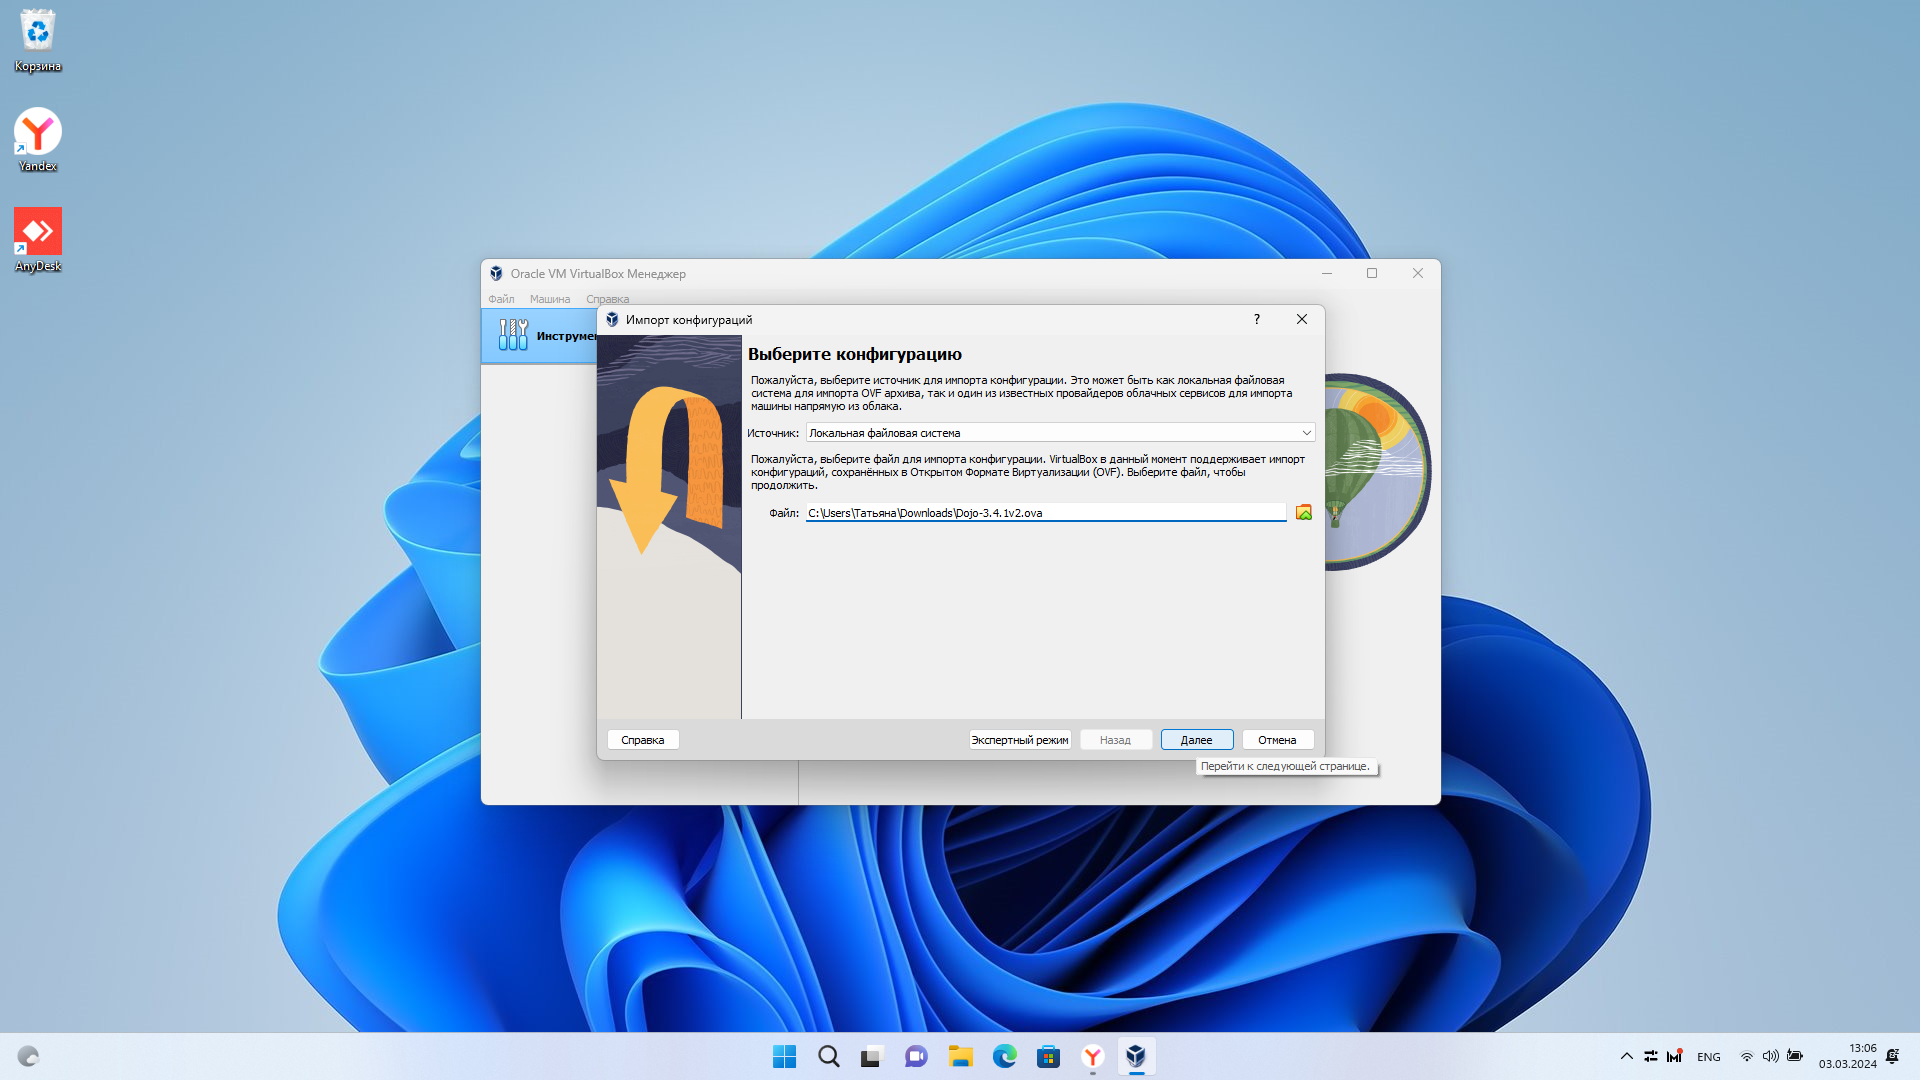 Корзина
Yandex
AnyDesk
Oracle VM VirtualBox Менеджер
Файл Машина Справка
Инструмен
Импорт конфигураций
?
Выберите конфигурацию
Пожалуйста, выберите источник для импорта конфигурации. Это может быть как локальная файловая
система для импорта OVF архива, так и один из известных провайдеров облачных сервисов для импорта
машины напрямую из облака.
Источник: Локальная файловая система
Пожалуйста, выберите файл для импорта конфигурации. VirtualBox в данный момент поддерживает импорт
конфигураций, сохранённых в Открытом Формате Виртуализации (OVF). Выберите файл, чтобы
продолжить.
Файл: C:\Users\Татьяна\Downloads\Dojo-3.4.1v2.ova
Справка Экспертный режим Назад Далее Отмена
Перейти к следующей странице.
ENG
13:06
03.03.2024